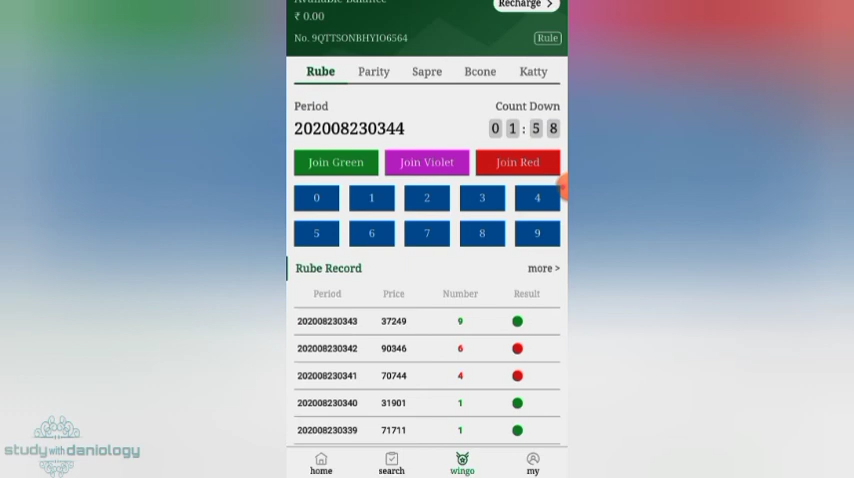 Available Balance
Recharge >
₹ 0.00
No. 9QTTSONBHYIO6564
Rule
Rube Parity Sapre Bcone Katty
Period Count Down
202008230344 0 1 : 5 8
Join Green Join Violet Join Red
0 1 2 3 4
5 6 7 8 9
Rube Record more >
Period Price Number Result
202008230343 37249 9
202008230342 90346 6
202008230341 70744 4
202008230340 31901 1
202008230339 71711 1
home search wingo my
study with daniology